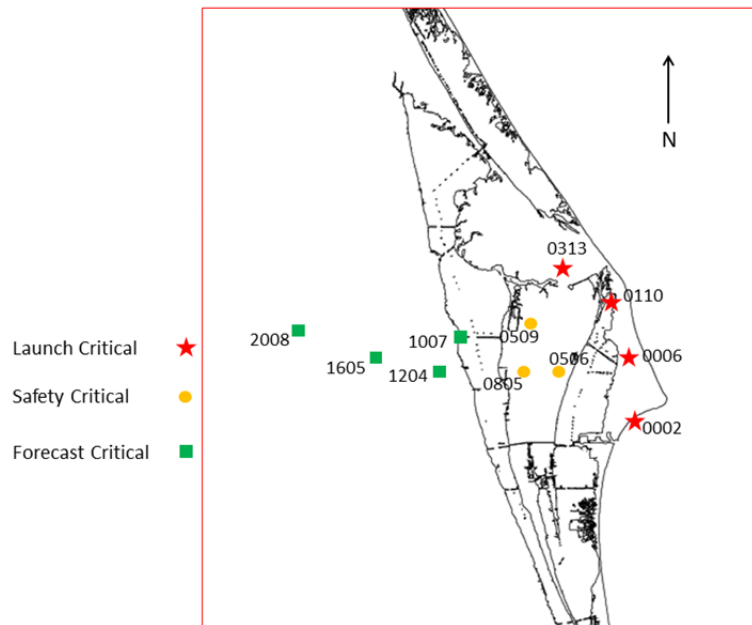 N
0313
0110
2008
1007
0509
1605
1204
0805
0506
0006
0002
Launch Critical
Safety Critical
Forecast Critical